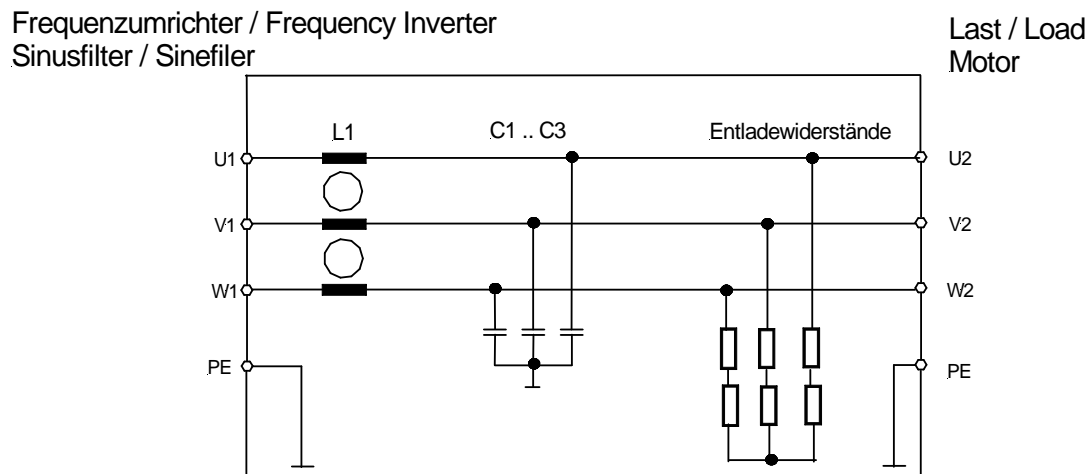 Frequenzumrichter / Frequency Inverter
Sinusfilter / Sinefiler
Last / Load
Motor
L1
C1 .. C3
Entladewiderstände
U1
U2
V1
V2
W1
W2
PE
PE